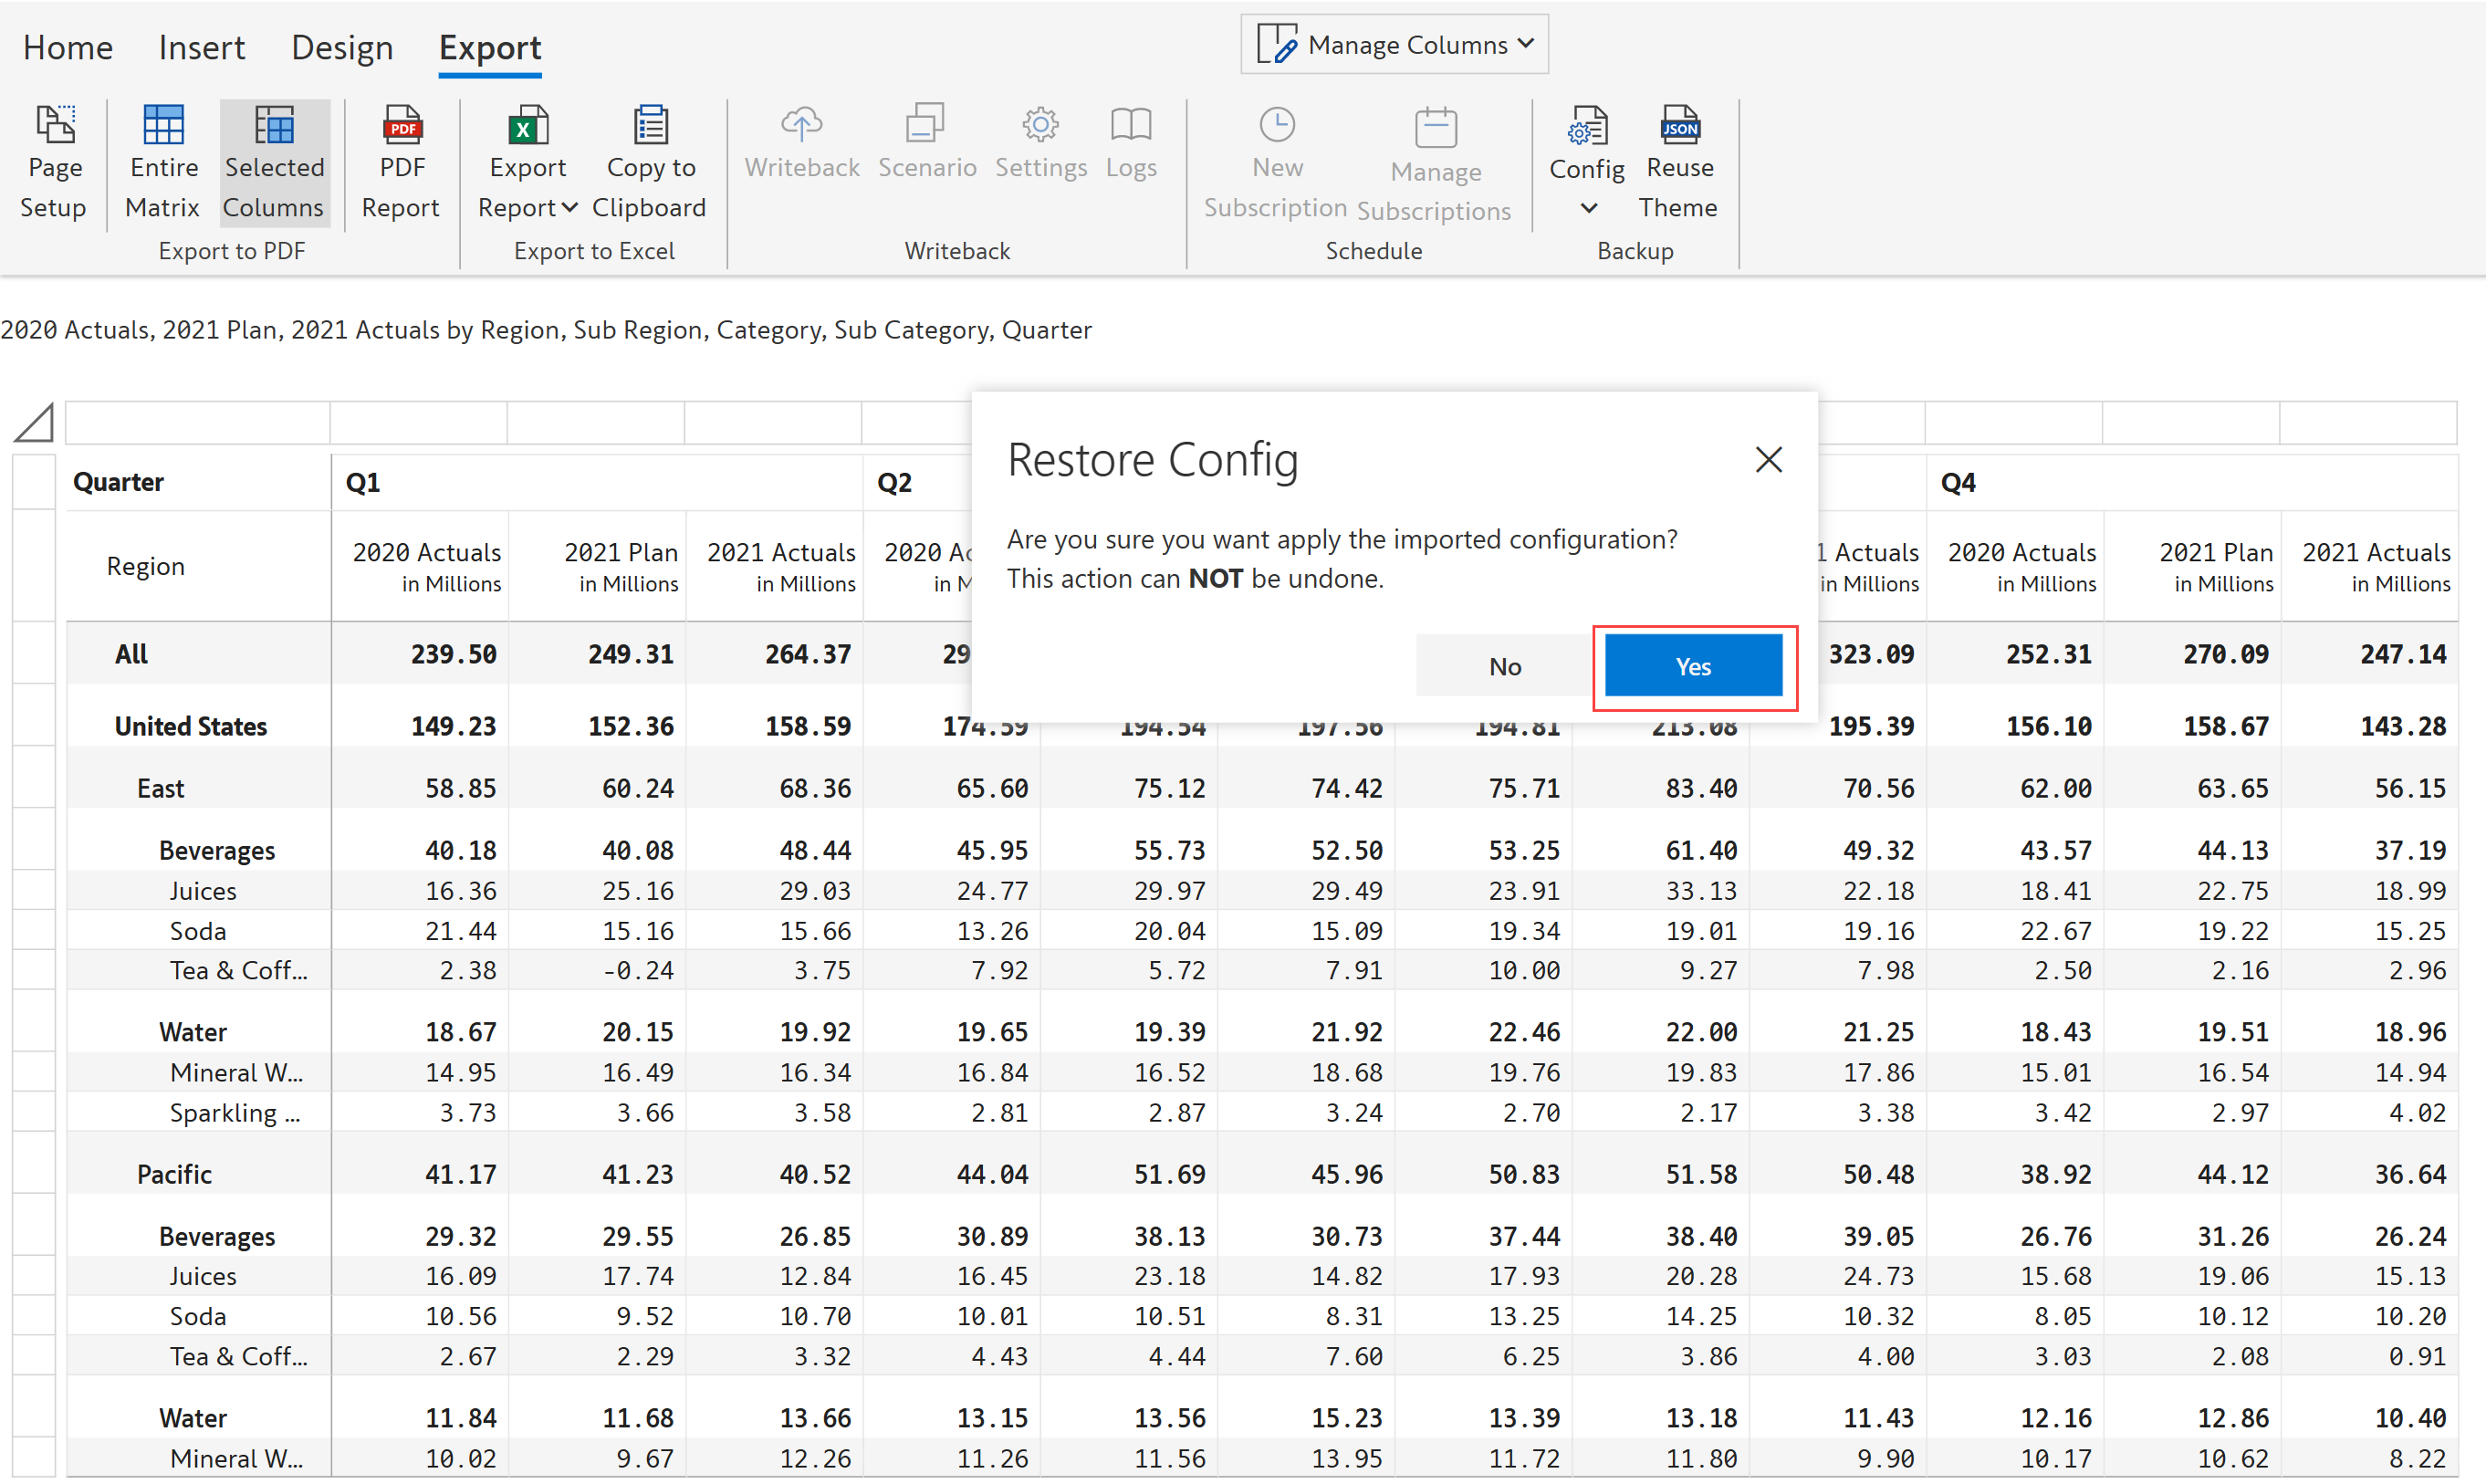 Home Insert Design Export
Manage Columns
Page Setup
Entire Matrix
Selected Columns
PDF
PDF Report
X
Export Report
Copy to Clipboard
Writeback
Scenario
Settings
Logs
New Subscription
Manage Subscriptions
Config
JSON
Reuse Theme
Export to PDF
Export to Excel
Writeback
Schedule
Backup
2020 Actuals, 2021 Plan, 2021 Actuals by Region, Sub Region, Category, Sub Category, Quarter
Restore Config
Are you sure you want apply the imported configuration?
This action can NOT be undone.
No Yes
Quarter Q1 Q2 Q4
Region 2020 Actuals 2021 Plan 2021 Actuals 2020 Actuals 2020 Actuals 2021 Plan 2021 Actuals
in Millions in Millions in Millions in in Millions in Millions in Millions in Millions
All 239.50 249.31 264.37 323.09 252.31 270.09 247.14
United States 149.23 152.36 158.59 174.59 194.54 197.56 194.81 213.08 195.39 156.10 158.67 143.28
East 58.85 60.24 68.36 65.60 75.12 74.42 75.71 83.40 70.56 62.00 63.65 56.15
Beverages 40.18 40.08 48.44 45.95 55.73 52.50 53.25 61.40 49.32 43.57 44.13 37.19
Juices 16.36 25.16 29.03 24.77 29.97 29.49 23.91 33.13 22.18 18.41 22.75 18.99
Soda 21.44 15.16 15.66 13.26 20.04 15.09 19.34 19.01 19.16 22.67 19.22 15.25
Tea & Coff... 2.38 -0.24 3.75 7.92 5.72 7.91 10.00 9.27 7.98 2.50 2.16 2.96
Water 18.67 20.15 19.92 19.65 19.39 21.92 22.46 22.00 21.25 18.43 19.51 18.96
Mineral W... 14.95 16.49 16.34 16.84 16.52 18.68 19.76 19.83 17.86 15.01 16.54 14.94
Sparkling ... 3.73 3.66 3.58 2.81 2.87 3.24 2.70 2.17 3.38 3.42 2.97 4.02
Pacific 41.17 41.23 40.52 44.04 51.69 45.96 50.83 51.58 50.48 38.92 44.12 36.64
Beverages 29.32 29.55 26.85 30.89 38.13 30.73 37.44 38.40 39.05 26.76 31.26 26.24
Juices 16.09 17.74 12.84 16.45 23.18 14.82 17.93 20.28 24.73 15.68 19.06 15.13
Soda 10.56 9.52 10.70 10.01 10.51 8.31 13.25 14.25 10.32 8.05 10.12 10.20
Tea & Coff... 2.67 2.29 3.32 4.43 4.44 7.60 6.25 3.86 4.00 3.03 2.08 0.91
Water 11.84 11.68 13.66 13.15 13.56 15.23 13.39 13.18 11.43 12.16 12.86 10.40
Mineral W... 10.02 9.67 12.26 11.26 11.56 13.95 11.72 11.80 9.90 10.17 10.62 8.22